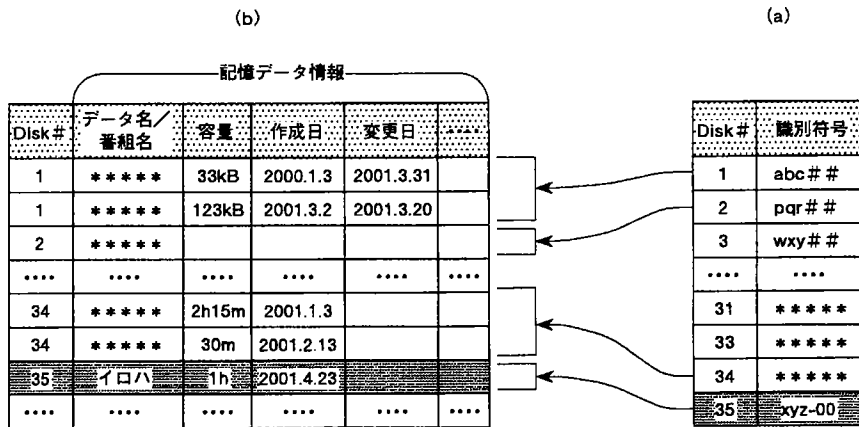 (b)
(a)
記憶データ情報
Disk# データ名/番組名 容量 作成日 変更日 ····
1 ***** 33kB 2000.1.3 2001.3.31
1 ***** 123kB 2001.3.2 2001.3.20
2 *****
···· ···· ···· ···· ···· ····
34 ***** 2h15m 2001.1.3
34 ***** 30m 2001.2.13
35 イロハ 1h 2001.4.23
···· ···· ···· ···· ···· ····
Disk# 識別符号
1 abc##
2 pqr##
3 wxy##
···· ····
31 *****
33 *****
34 *****
35 xyz-00